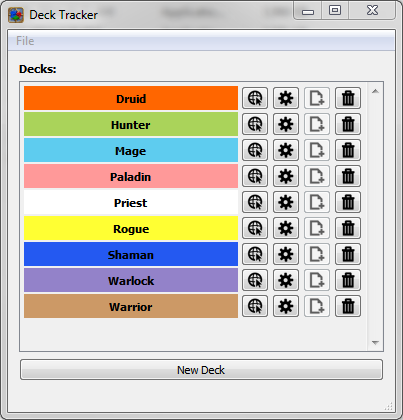 Deck Tracker
File
Decks:
Druid
Hunter
Mage
Paladin
Priest
Rogue
Shaman
Warlock
Warrior
New Deck